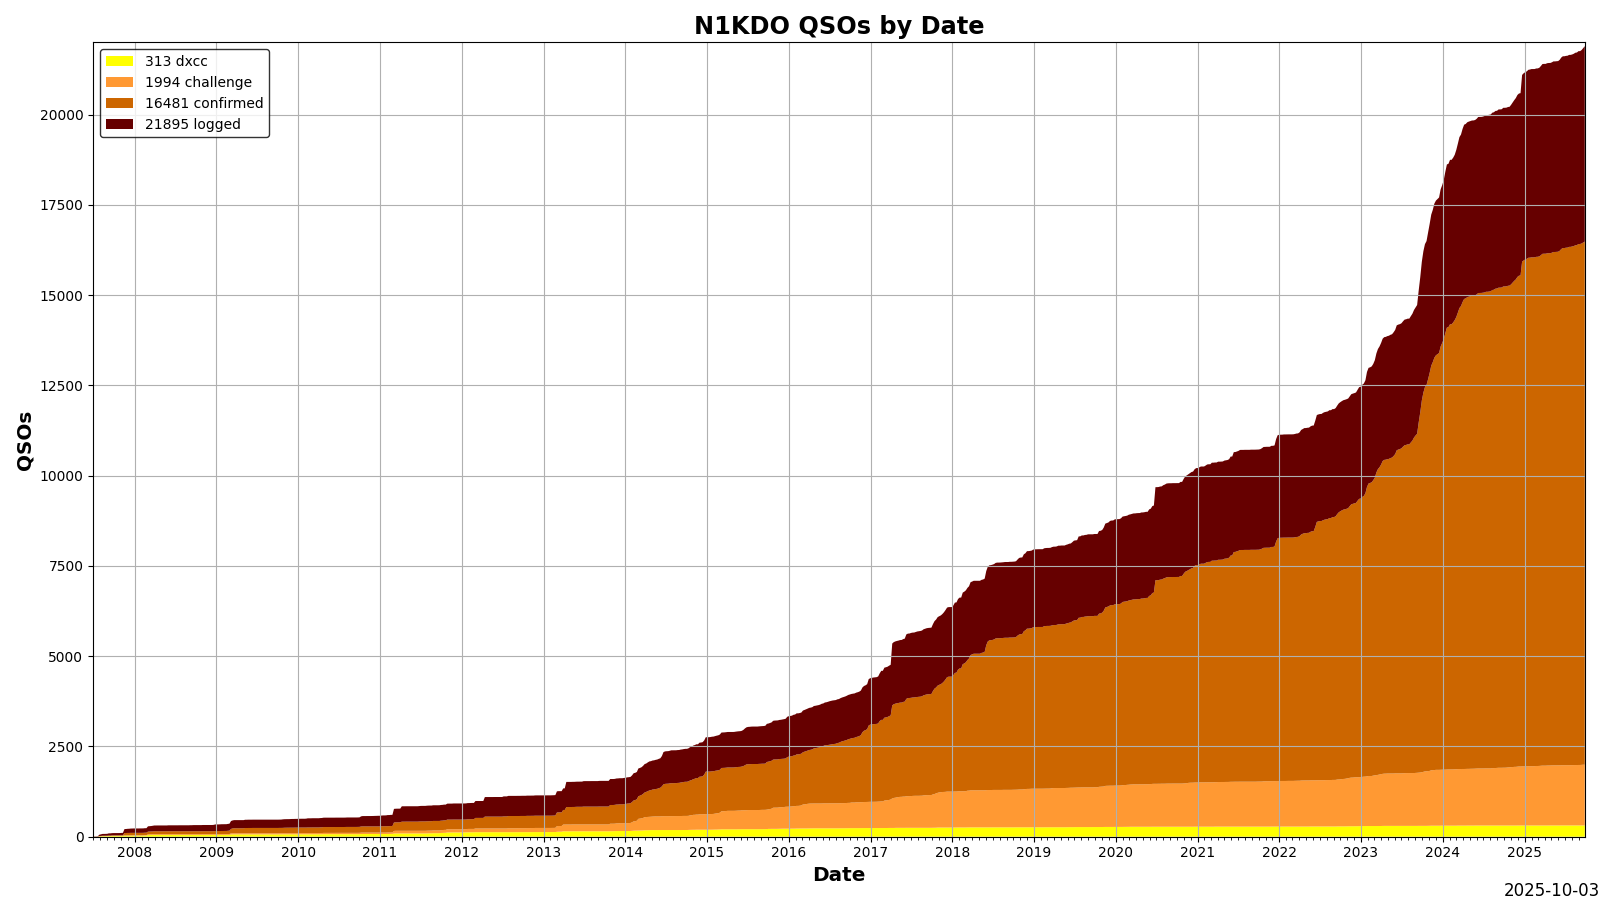 N1KDO QSOs by Date
313 dxcc
1994 challenge
16481 confirmed
21895 logged
20000
17500
15000
12500
10000
7500
5000
2500
0
QSOs
2008 2009 2010 2011 2012 2013 2014 2015 2016 2017 2018 2019 2020 2021 2022 2023 2024 2025
Date
2025-10-03